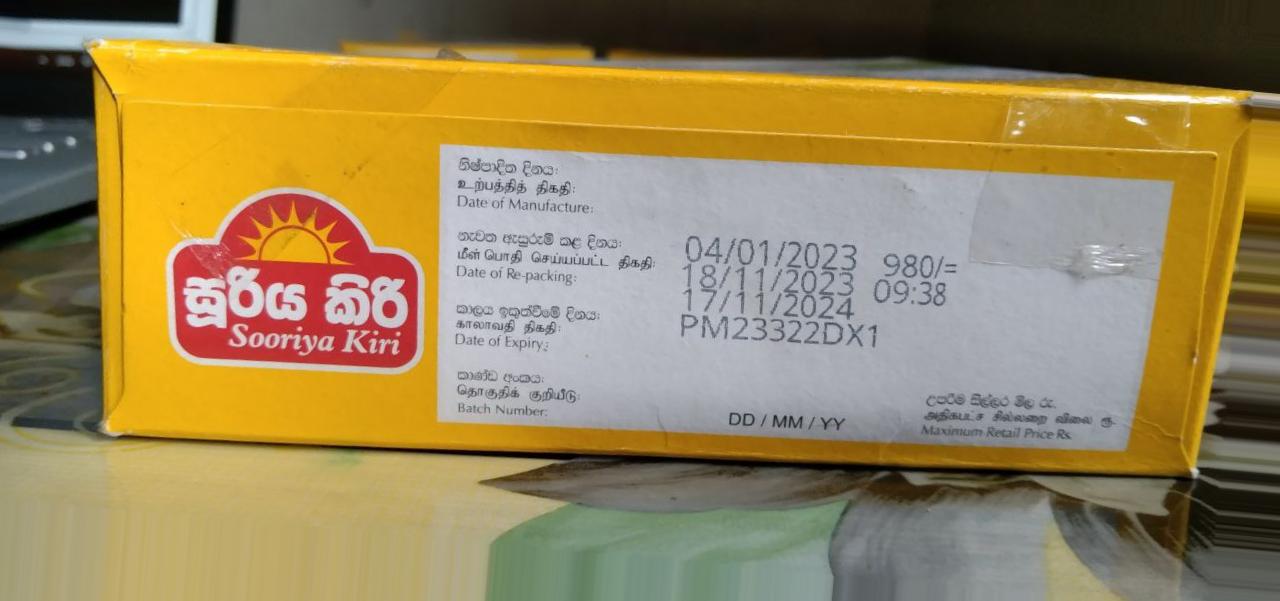 සූරිය කිරි
Sooriya Kiri
නිෂ්පාදිත දිනය:
உற்பத்தித் திகதி:
Date of Manufacture:
නැවත ඇසුරුම් කළ දිනය:
மீள் பொதி செய்யப்பட்ட திகதி:
Date of Re-packing:
කාලය ඉකුත්වීමේ දිනය:
காலாவதி திகதி:
Date of Expiry:
කාණ්ඩ අංකය:
தொகுதிக் குறியீடு:
Batch Number:
04/01/2023 980/=
18/11/2023 09:38
17/11/2024
PM23322DX1
DD / MM / YY
උපරිම සිල්ලර මිල රු.
அதிகபட்ச சில்லறை விலை ரூ.
Maximum Retail Price Rs.